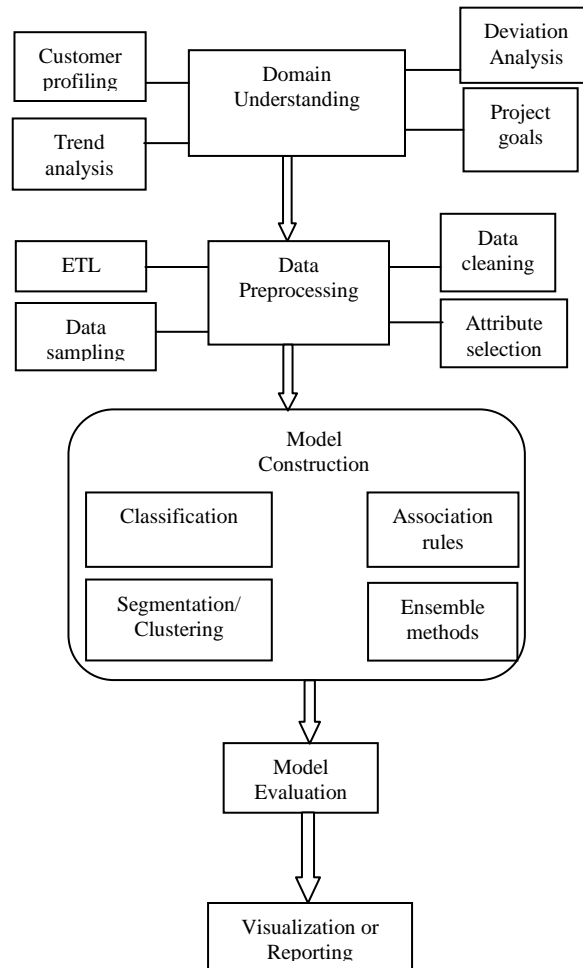 Customer
profiling
Domain
Understanding
Deviation
Analysis
Trend
analysis
Project
goals
ETL
Data
Preprocessing
Data
cleaning
Data
sampling
Attribute
selection
Model
Construction
Classification
Association
rules
Segmentation/
Clustering
Ensemble
methods
Model
Evaluation
Visualization or
Reporting